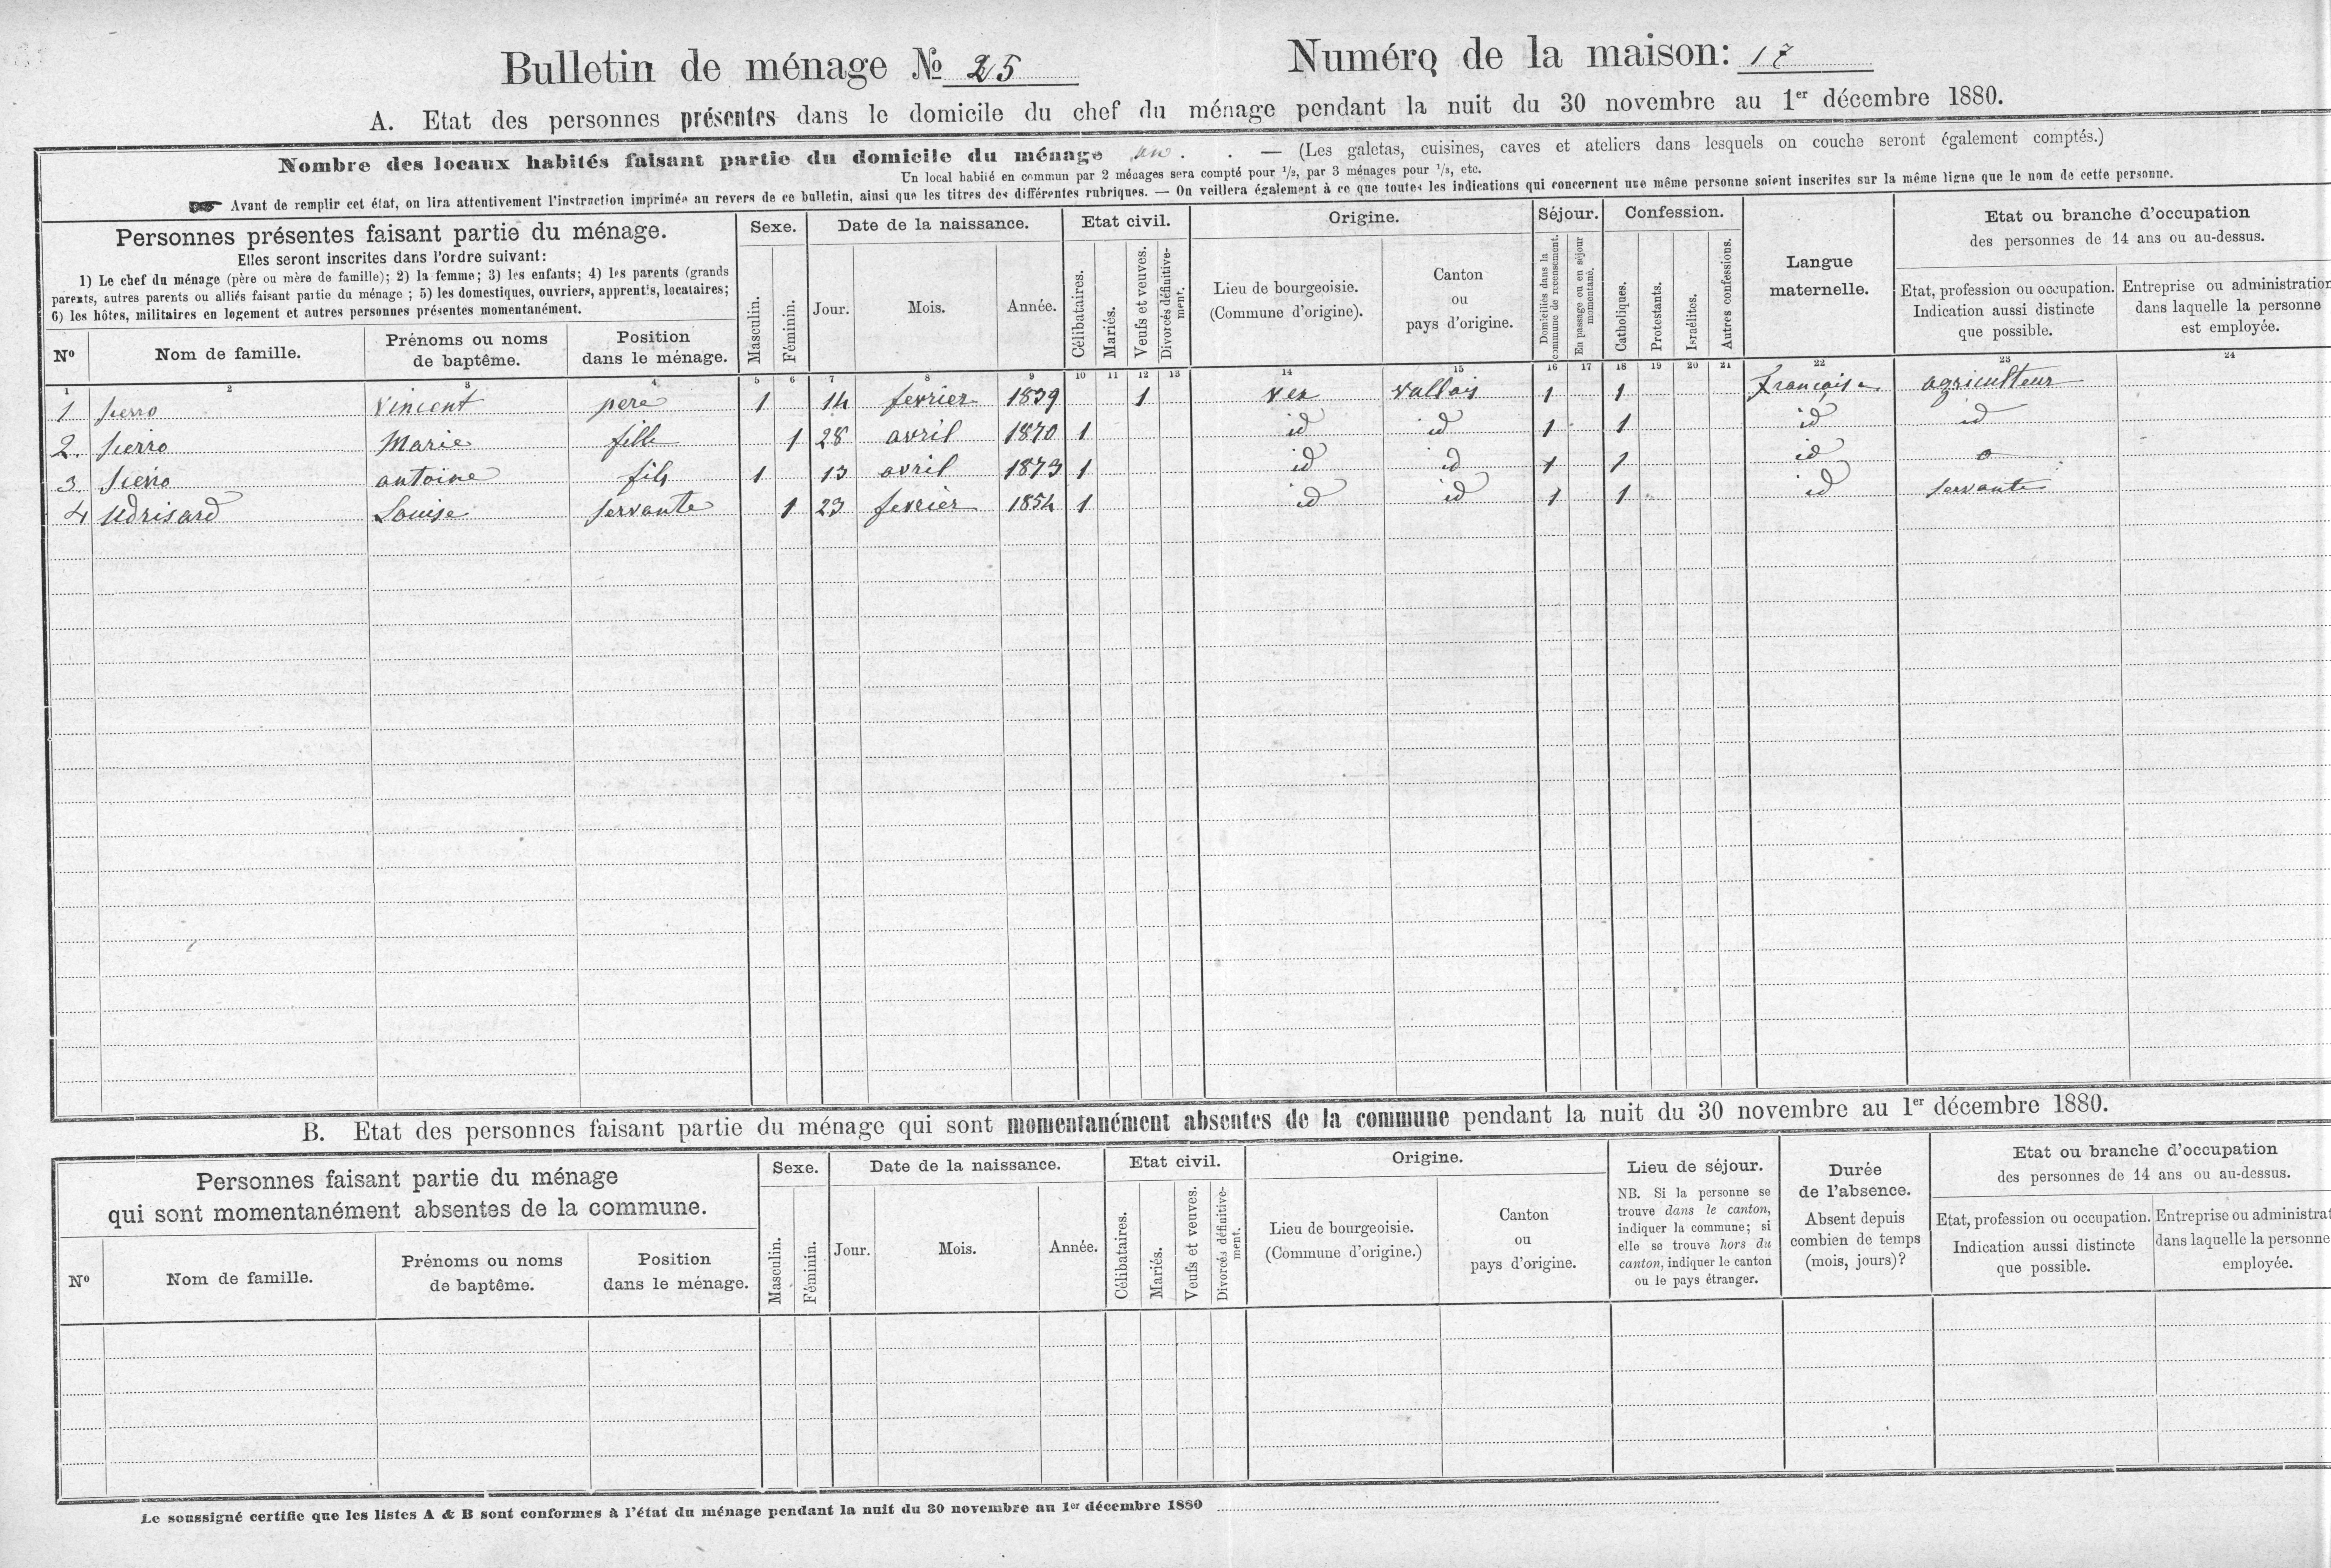 Bulletin de ménage № 25 Numéro de la maison: 17
A. Etat des personnes présentes dans le domicile du chef du ménage pendant la nuit du 30 novembre au 1er décembre 1880.
Nombre des locaux habités faisant partie du domicile du ménage un . . — (Les galetas, cuisines, caves et ateliers dans lesquels on couche seront également comptés.)
Un local habité en commun par 2 ménages sera compté pour 1/2, par 3 ménages pour 1/3, etc.
Avant de remplir cet état, on lira attentivement l'instruction imprimée au revers de ce bulletin, ainsi que les titres des différentes rubriques. — On veillera également à ce que toutes les indications qui concernent une même personne soient inscrites sur la même ligne que le nom de cette personne.
Personnes présentes faisant partie du ménage.
Elles seront inscrites dans l'ordre suivant:
1) Le chef du ménage (père ou mère de famille); 2) la femme; 3) les enfants; 4) les parents (grands
parents, autres parents ou alliés faisant partie du ménage; 5) les domestiques, ouvriers, apprentis, locataires;
6) les hôtes, militaires en logement et autres personnes présentes momentanément.
Nº
Nom de famille.
Prénoms ou noms
de baptême.
Position
dans le ménage.
Sexe.
Masculin.
Féminin.
Date de la naissance.
Jour.
Mois.
Année.
Etat civil.
Célibataires.
Mariés.
Veufs et veuves.
Divorcés définitive-
ment.
Origine.
Lieu de bourgeoisie.
(Commune d'origine).
Canton
ou
pays d'origine.
Séjour.
Domiciliés dans la
commune de recensement.
En passage ou en séjour
momentané.
Confession.
Catholiques.
Protestants.
Israélites.
Autres confessions.
Langue
maternelle.
Etat ou branche d'occupation
des personnes de 14 ans ou au-dessus.
Etat, profession ou occupation.
Indication aussi distincte
que possible.
Entreprise ou administration
dans laquelle la personne
est employée.
1 2 3 4 5 6 7 8 9 10 11 12 13 14 15 16 17 18 19 20 21 22 23 24
1 sierro Vincent pere 1 14 fevrier 1839 1 vex vallais 1 1 française agriculteur
2. sierro Marie fille 1 28 avril 1870 1 id id 1 1 id id
3. sierro antoine fils 1 13 avril 1873 1 id id 1 1 id o
4 Udrisard Louise servante 1 23 fevrier 1854 1 id id 1 1 id servante
B. Etat des personnes faisant partie du ménage qui sont momentanément absentes de la commune pendant la nuit du 30 novembre au 1er décembre 1880.
Personnes faisant partie du ménage
qui sont momentanément absentes de la commune.
Nº
Nom de famille.
Prénoms ou noms
de baptême.
Position
dans le ménage.
Sexe.
Masculin.
Féminin.
Date de la naissance.
Jour.
Mois.
Année.
Etat civil.
Célibataires.
Mariés.
Veufs et veuves.
Divorcés définitive-
ment.
Origine.
Lieu de bourgeoisie.
(Commune d'origine.)
Canton
ou
pays d'origine.
Lieu de séjour.
NB. Si la personne se
trouve dans le canton,
indiquer la commune; si
elle se trouve hors du
canton, indiquer le canton
ou le pays étranger.
Durée
de l'absence.
Absent depuis
combien de temps
(mois, jours)?
Etat ou branche d'occupation
des personnes de 14 ans ou au-dessus.
Etat, profession ou occupation.
Indication aussi distincte
que possible.
Entreprise ou administrat
dans laquelle la personne
employée.
Le soussigné certifie que les listes A & B sont conformes à l'état du ménage pendant la nuit du 30 novembre au 1er décembre 1880